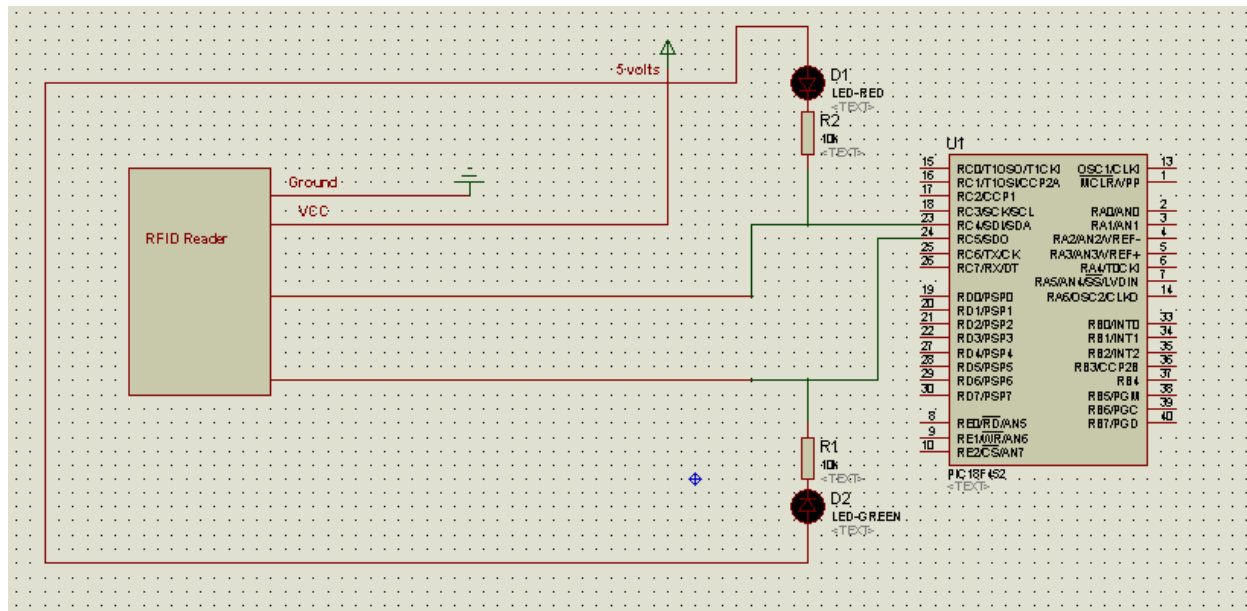 5 volts
D1
LED-RED
<TEXT>
R2
10k
<TEXT>
Ground
VCC
RFID Reader
U1
15 RC0/T1OSO/T1CKI OSC1/CLKI 13
16 RC1/T1OSI/CCP2A MCLR/VPP 1
17 RC2/CCP1
18 RC3/SCK/SCL RA0/AN0 2
23 RC4/SDI/SDA RA1/AN1 3
24 RC5/SDO RA2/AN2/VREF- 4
25 RC6/TX/CK RA3/AN3/VREF+ 5
26 RC7/RX/DT RA4/T0CKI 6
RA5/AN4/SS/LVDIN 7
19 RD0/PSP0 RA6/OSC2/CLKO 14
20 RD1/PSP1
21 RD2/PSP2 RB0/INT0 33
22 RD3/PSP3 RB1/INT1 34
27 RD4/PSP4 RB2/INT2 35
28 RD5/PSP5 RB3/CCP2B 36
29 RD6/PSP6 RB4 37
30 RD7/PSP7 RB5/PGM 38
RB6/PGC 39
8 RE0/RD/AN5 RB7/PGD 40
9 RE1/WR/AN6
10 RE2/CS/AN7
PIC18F452
<TEXT>
R1
10k
<TEXT>
D2
LED-GREEN
<TEXT>